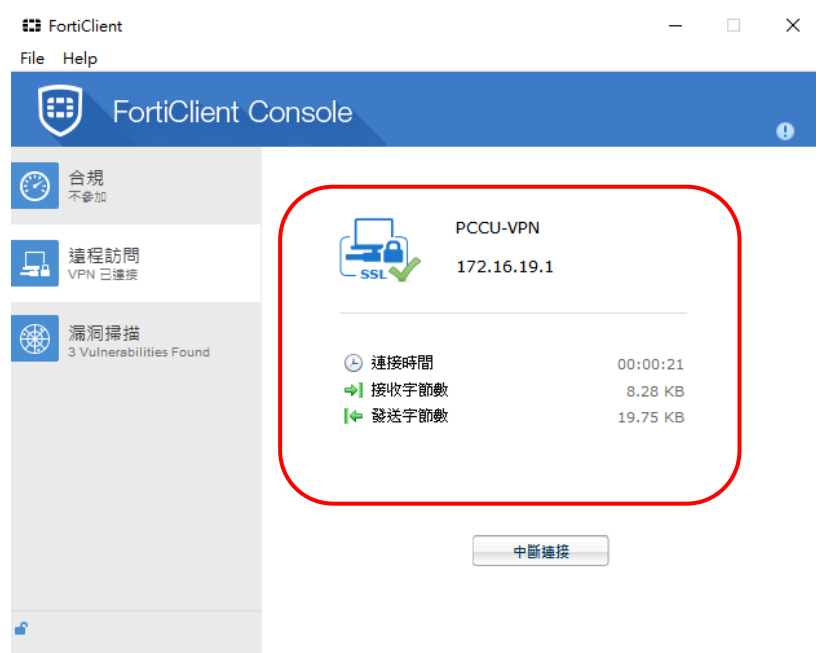 FortiClient
File Help
FortiClient Console
合規
不參加
遠程訪問
VPN 已連接
漏洞掃描
3 Vulnerabilities Found
PCCU-VPN
172.16.19.1
SSL
連接時間 00:00:21
接收字節數 8.28 KB
發送字節數 19.75 KB
中斷連接